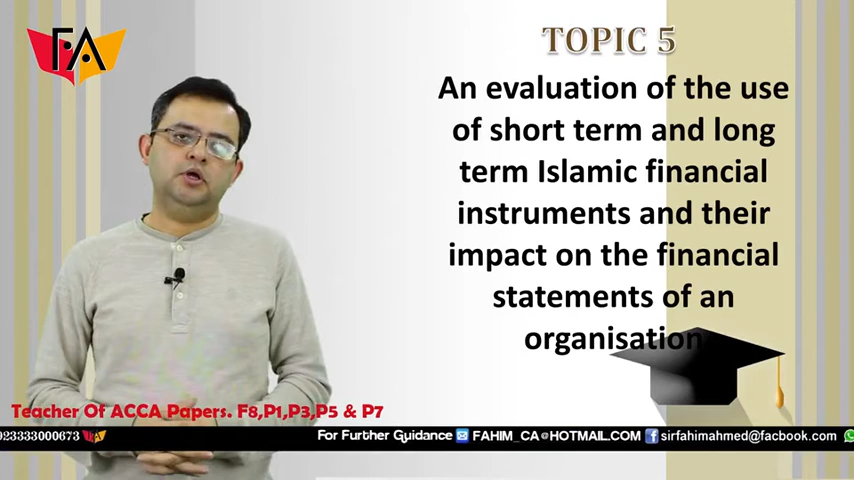 FA
TOPIC 5
An evaluation of the use
of short term and long
term Islamic financial
instruments and their
impact on the financial
statements of an
organisation
Teacher Of ACCA Papers. F8,P1,P3,P5 & P7
923333000673 For Further Guidance FAHIM_CA@HOTMAIL.COM sirfahimahmed@facbook.com